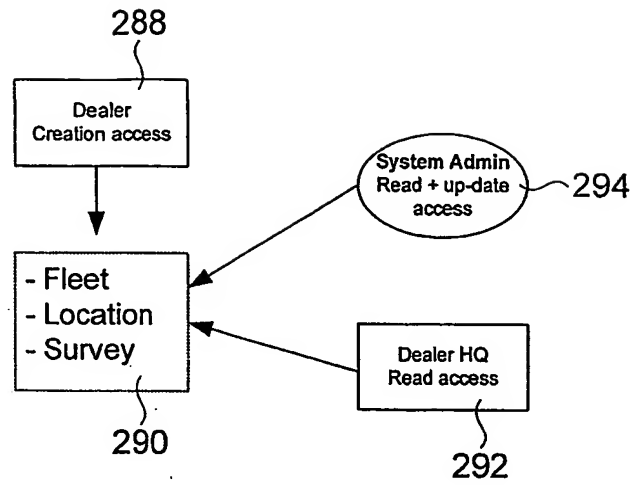 288
Dealer
Creation access
System Admin
Read + up-date
access
294
- Fleet
- Location
- Survey
290
Dealer HQ
Read access
292